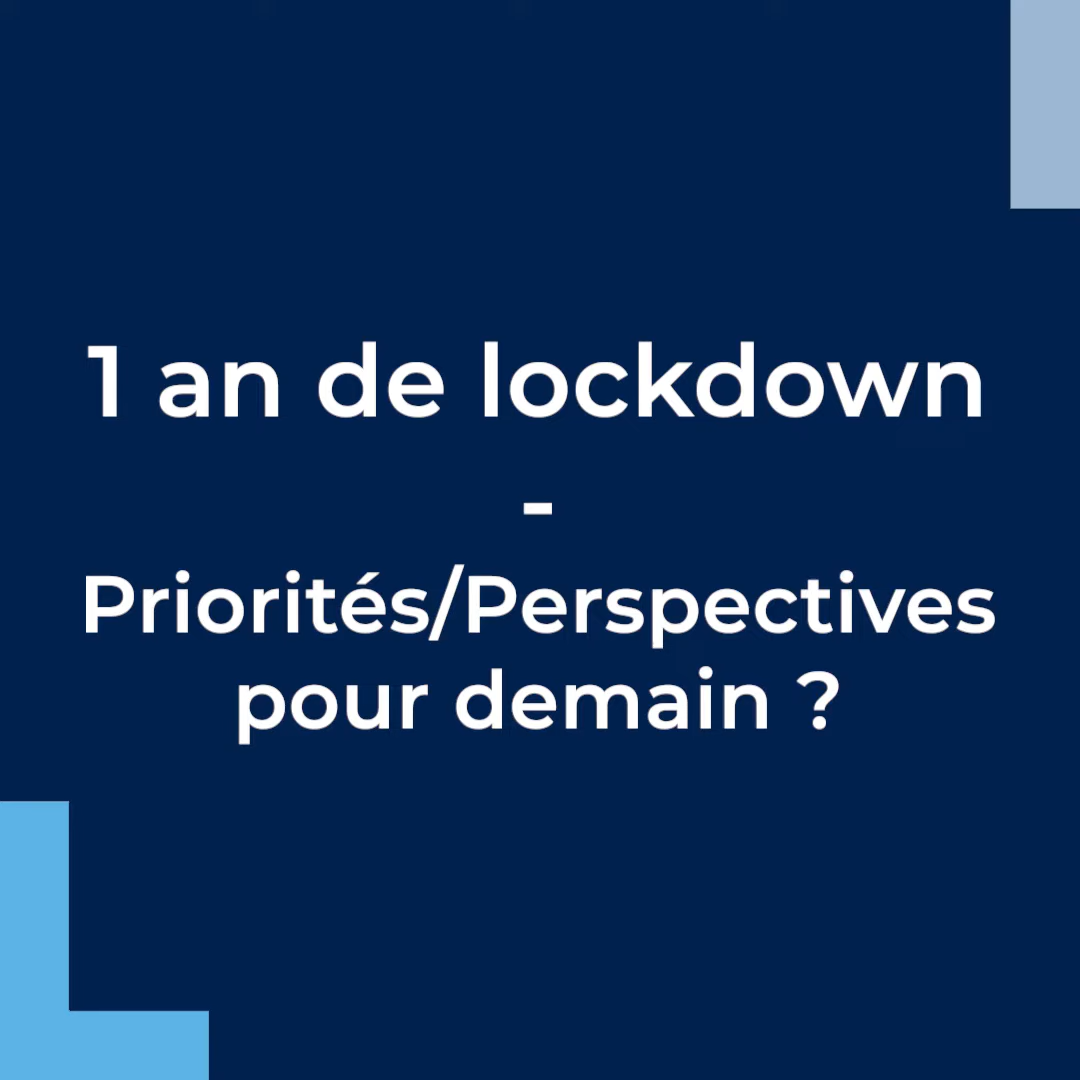 1 an de lockdown
-
Priorités/Perspectives
pour demain ?